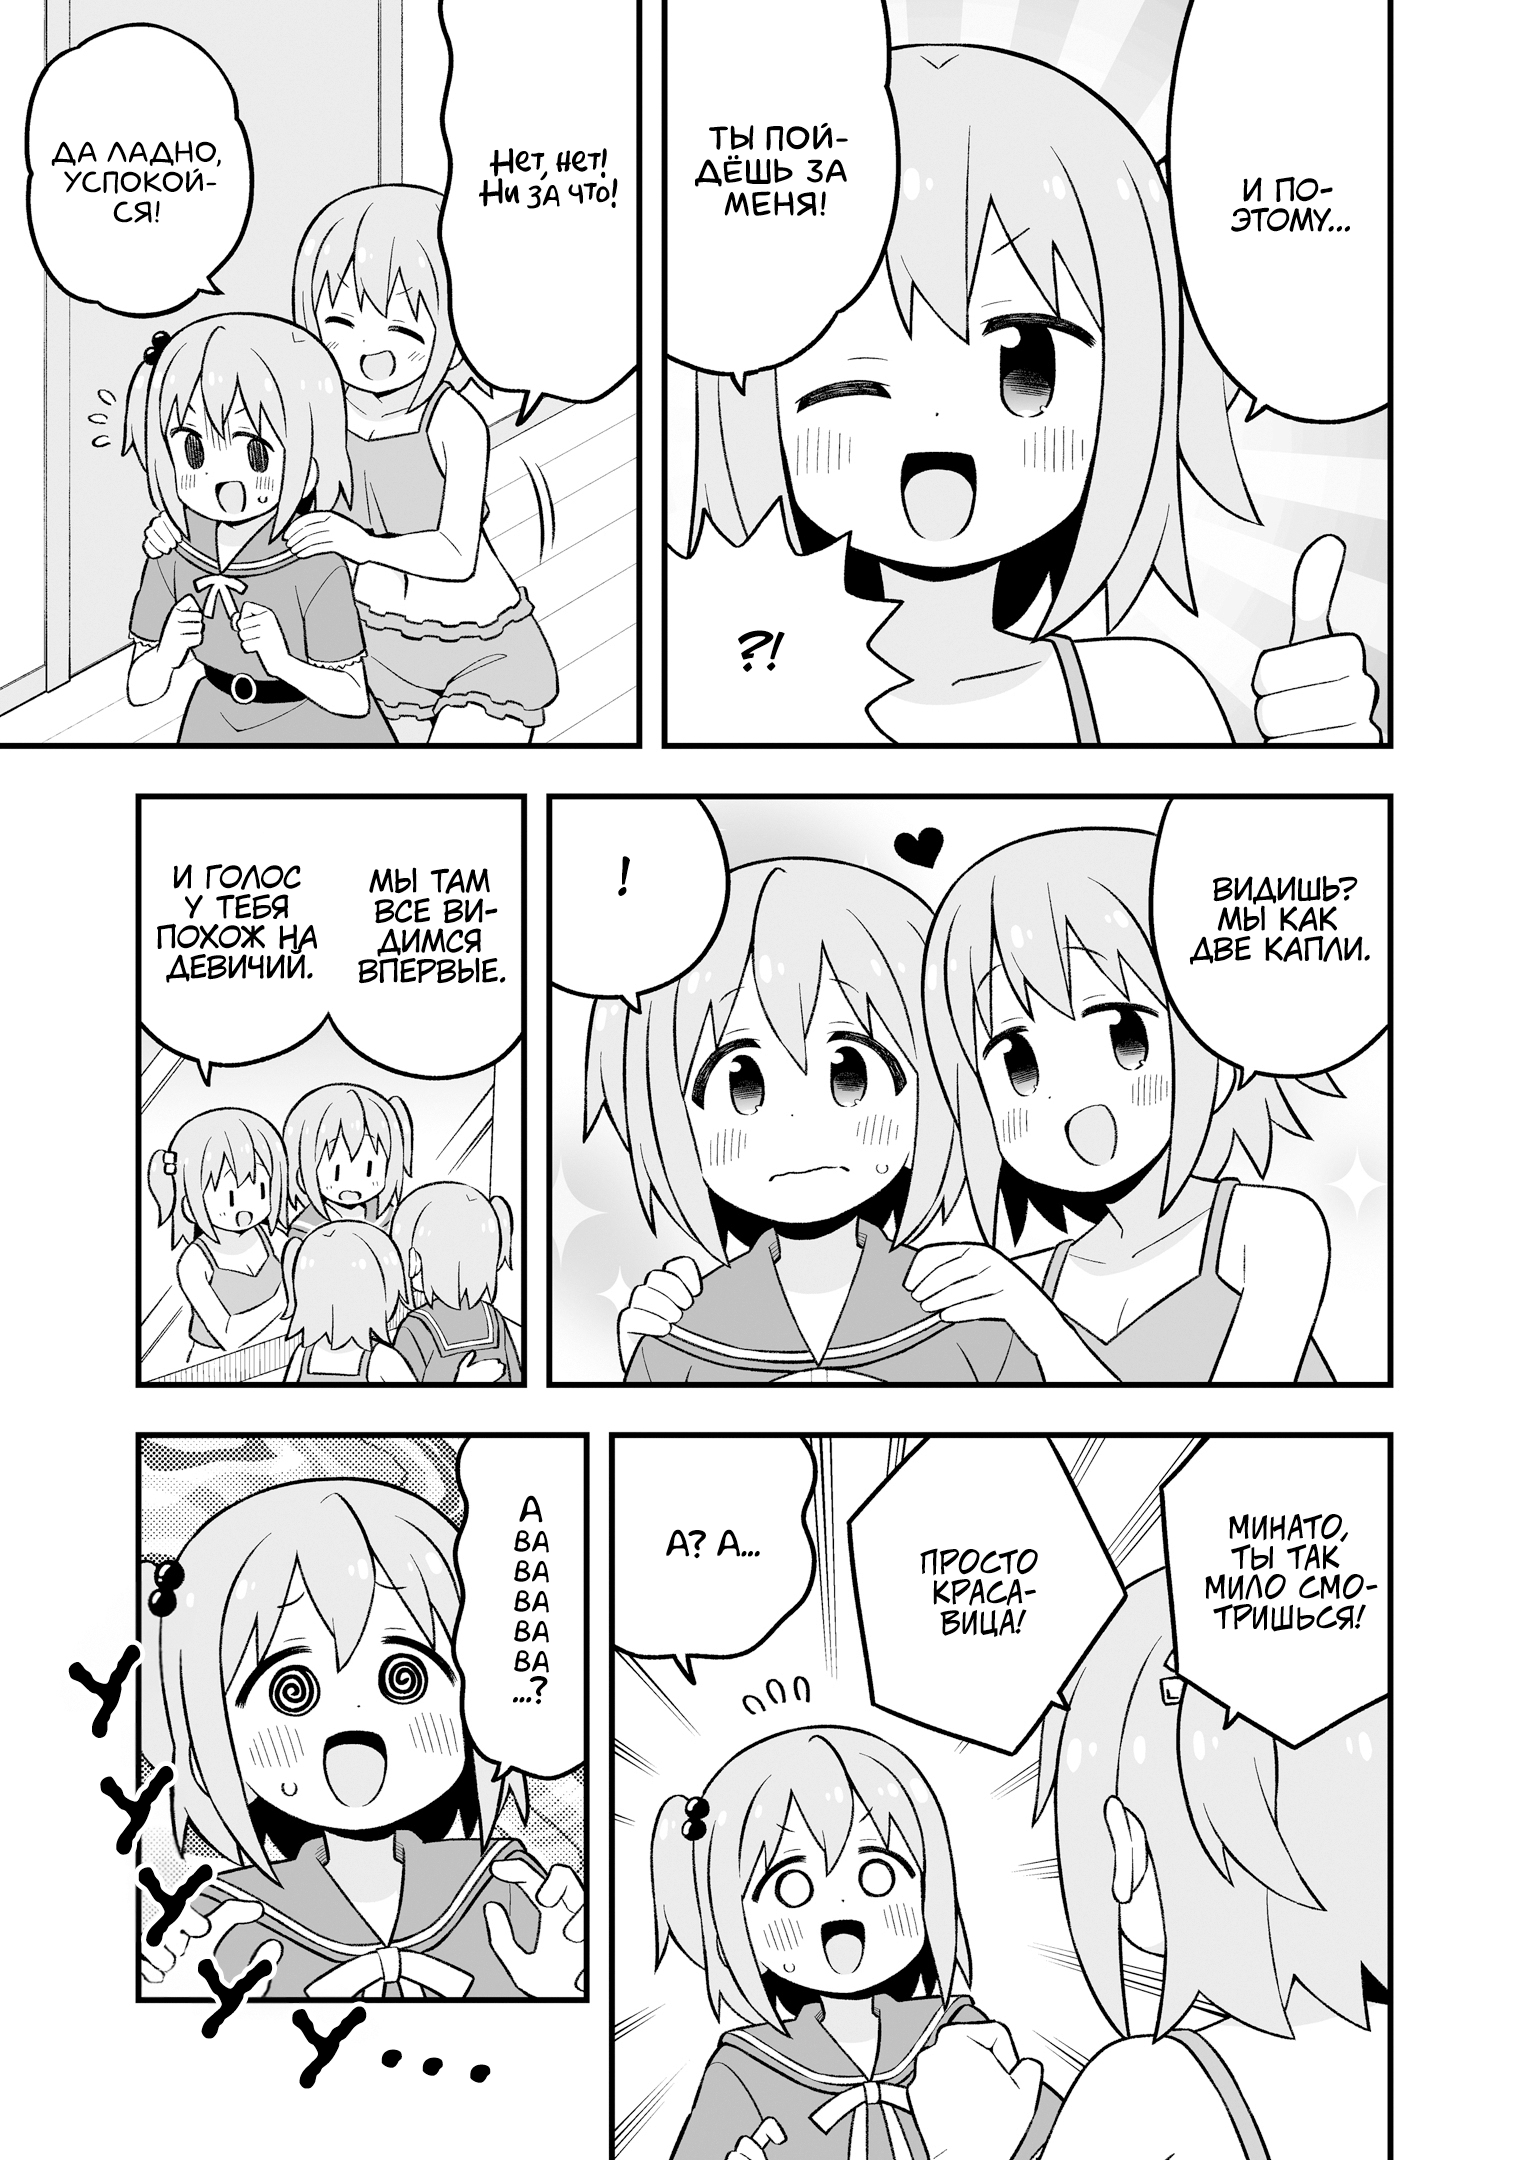 И ПО-
ЭТОМУ...
ТЫ ПОЙ-
ДЁШЬ ЗА
МЕНЯ!
?!
НЕТ, НЕТ!
НИ ЗА ЧТО!
ДА ЛАДНО,
УСПОКОЙ-
СЯ!
ВИДИШЬ?
МЫ КАК
ДВЕ КАПЛИ.
!
МЫ ТАМ
ВСЕ ВИ-
ДИМСЯ
ВПЕРВЫЕ.
И ГОЛОС
У ТЕБЯ
ПОХОЖ НА
ДЕВИЧИЙ.
МИНАТО,
ТЫ ТАК
МИЛО СМО-
ТРИШЬСЯ!
ПРОСТО
КРАСА-
ВИЦА!
А? А...
А
ВА
ВА
ВА
ВА
ВА
...?
У
У
У
У
У...